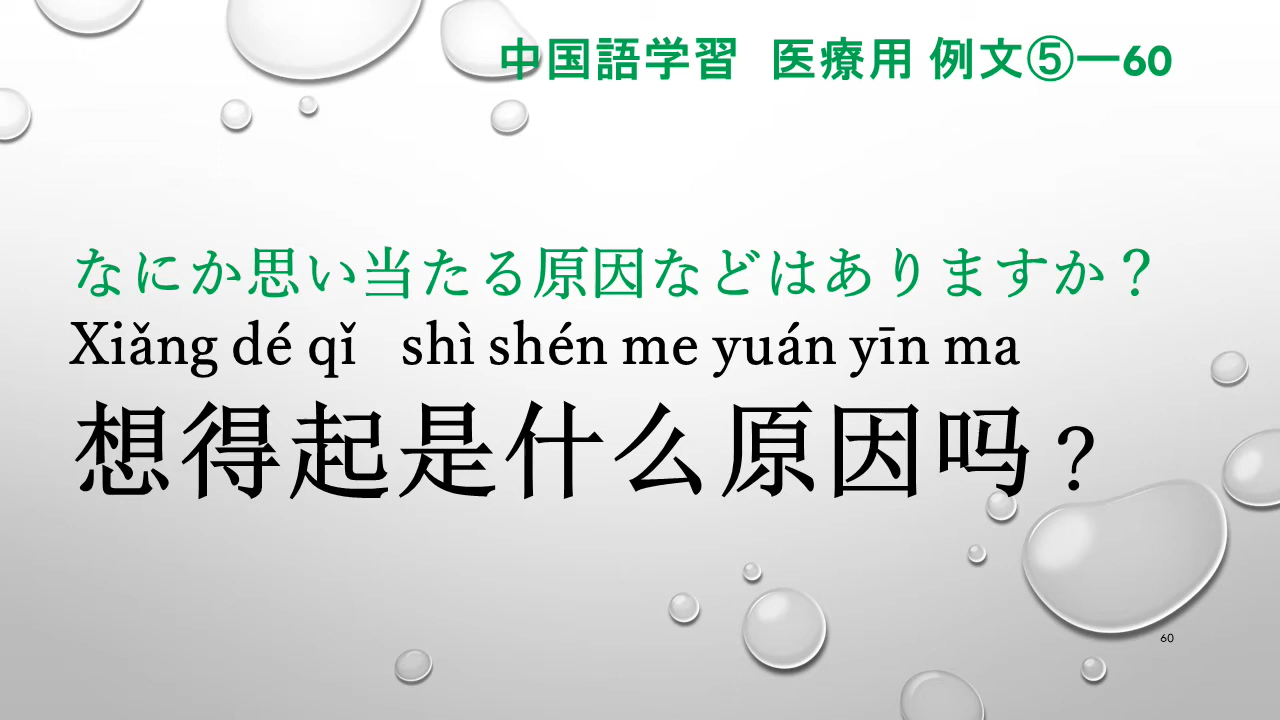 中国語学習 医療用 例文⑤ー60
なにか思い当たる原因などはありますか？
Xiǎng dé qǐ shì shén me yuán yīn ma
想得起是什么原因吗？
60